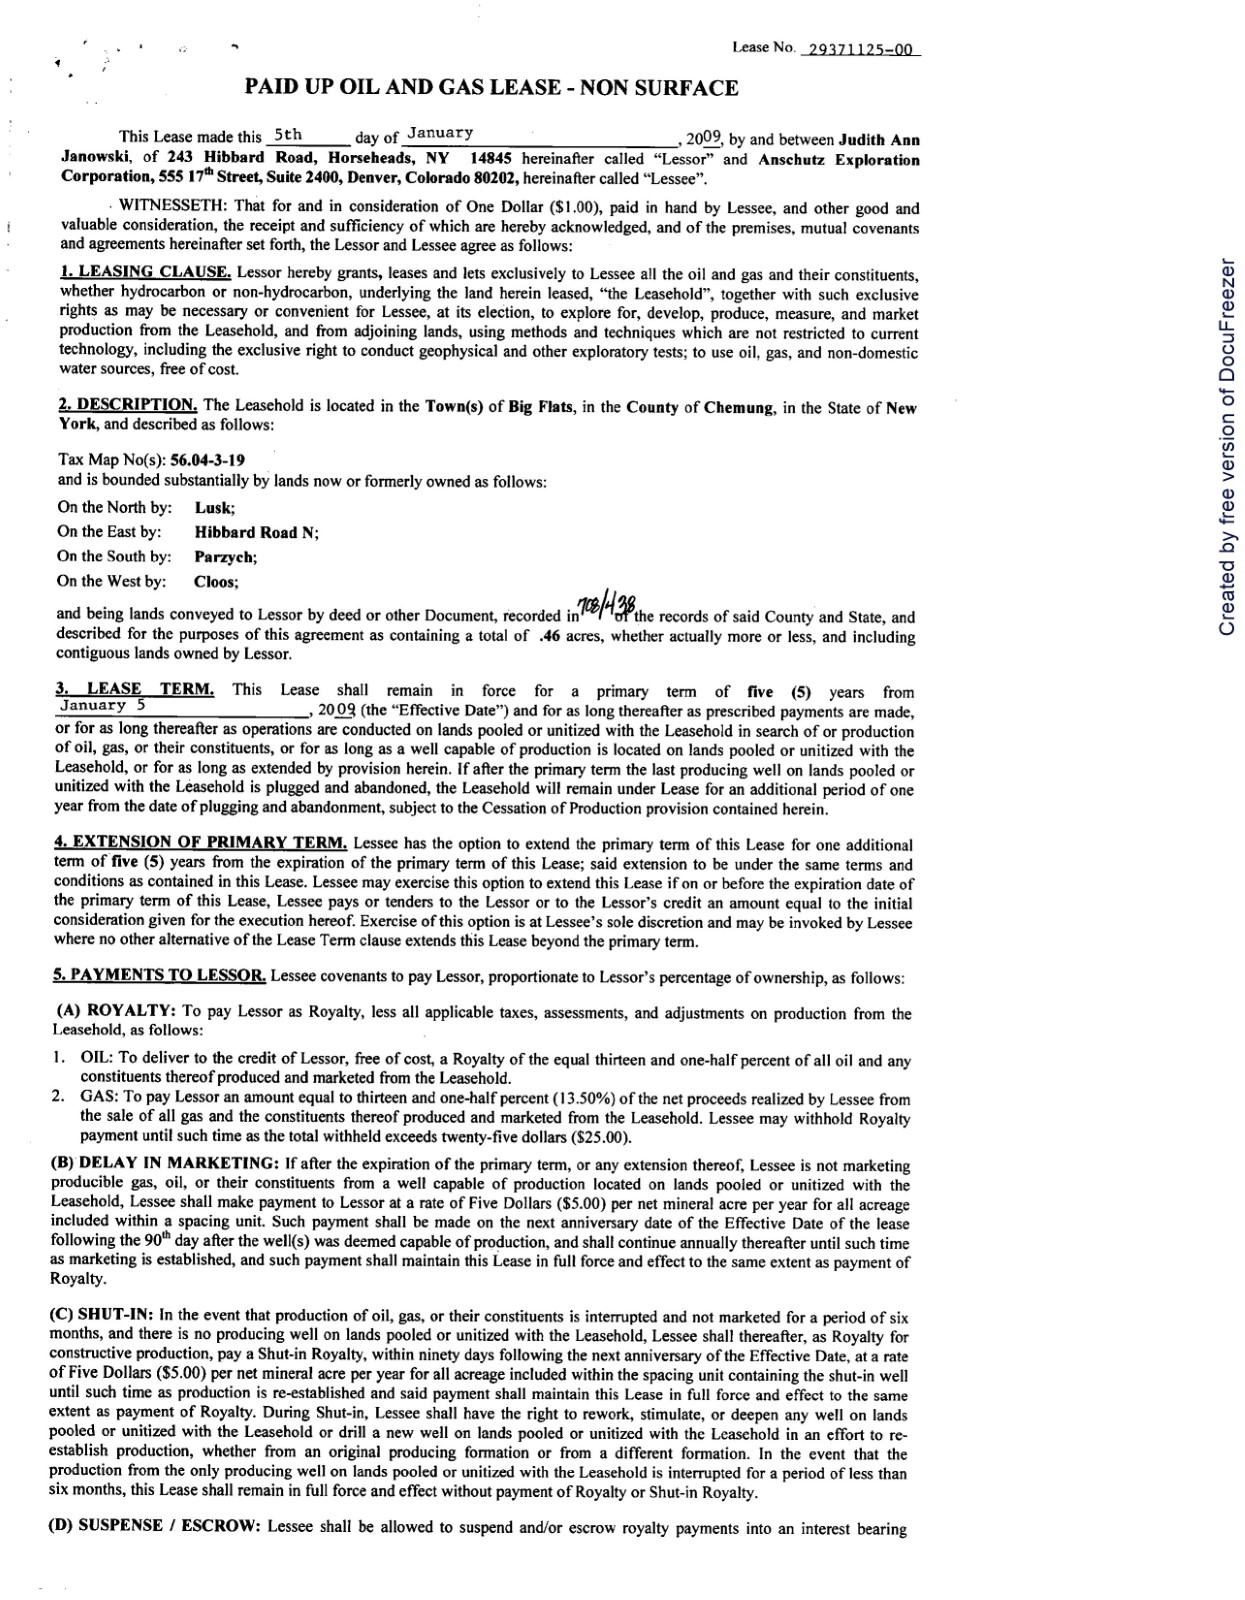 Lease No. 29371125-00
PAID UP OIL AND GAS LEASE - NON SURFACE
This Lease made this 5th day of January, 2009, by and between Judith Ann
Janowski, of 243 Hibbard Road, Horseheads, NY 14845 hereinafter called “Lessor” and Anschutz Exploration
Corporation, 555 17th Street, Suite 2400, Denver, Colorado 80202, hereinafter called “Lessee”.
WITNESSETH: That for and in consideration of One Dollar ($1.00), paid in hand by Lessee, and other good and
valuable consideration, the receipt and sufficiency of which are hereby acknowledged, and of the premises, mutual covenants
and agreements hereinafter set forth, the Lessor and Lessee agree as follows:
1. LEASING CLAUSE. Lessor hereby grants, leases and lets exclusively to Lessee all the oil and gas and their constituents,
whether hydrocarbon or non-hydrocarbon, underlying the land herein leased, “the Leasehold”, together with such exclusive
rights as may be necessary or convenient for Lessee, at its election, to explore for, develop, produce, measure, and market
production from the Leasehold, and from adjoining lands, using methods and techniques which are not restricted to current
technology, including the exclusive right to conduct geophysical and other exploratory tests; to use oil, gas, and non-domestic
water sources, free of cost.
2. DESCRIPTION. The Leasehold is located in the Town(s) of Big Flats, in the County of Chemung, in the State of New
York, and described as follows:
Tax Map No(s): 56.04-3-19
and is bounded substantially by lands now or formerly owned as follows:
On the North by: Lusk;
On the East by: Hibbard Road N;
On the South by: Parzych;
On the West by: Cloos;
and being lands conveyed to Lessor by deed or other Document, recorded in 708/438 of the records of said County and State, and
described for the purposes of this agreement as containing a total of .46 acres, whether actually more or less, and including
contiguous lands owned by Lessor.
3. LEASE TERM. This Lease shall remain in force for a primary term of five (5) years from
January 5, 2009 (the “Effective Date”) and for as long thereafter as prescribed payments are made,
or for as long thereafter as operations are conducted on lands pooled or unitized with the Leasehold in search of or production
of oil, gas, or their constituents, or for as long as a well capable of production is located on lands pooled or unitized with the
Leasehold, or for as long as extended by provision herein. If after the primary term the last producing well on lands pooled or
unitized with the Leasehold is plugged and abandoned, the Leasehold will remain under Lease for an additional period of one
year from the date of plugging and abandonment, subject to the Cessation of Production provision contained herein.
4. EXTENSION OF PRIMARY TERM. Lessee has the option to extend the primary term of this Lease for one additional
term of five (5) years from the expiration of the primary term of this Lease; said extension to be under the same terms and
conditions as contained in this Lease. Lessee may exercise this option to extend this Lease if on or before the expiration date of
the primary term of this Lease, Lessee pays or tenders to the Lessor or to the Lessor’s credit an amount equal to the initial
consideration given for the execution hereof. Exercise of this option is at Lessee’s sole discretion and may be invoked by Lessee
where no other alternative of the Lease Term clause extends this Lease beyond the primary term.
5. PAYMENTS TO LESSOR. Lessee covenants to pay Lessor, proportionate to Lessor’s percentage of ownership, as follows:
(A) ROYALTY: To pay Lessor as Royalty, less all applicable taxes, assessments, and adjustments on production from the
Leasehold, as follows:
1. OIL: To deliver to the credit of Lessor, free of cost, a Royalty of the equal thirteen and one-half percent of all oil and any
constituents thereof produced and marketed from the Leasehold.
2. GAS: To pay Lessor an amount equal to thirteen and one-half percent (13.50%) of the net proceeds realized by Lessee from
the sale of all gas and the constituents thereof produced and marketed from the Leasehold. Lessee may withhold Royalty
payment until such time as the total withheld exceeds twenty-five dollars ($25.00).
(B) DELAY IN MARKETING: If after the expiration of the primary term, or any extension thereof, Lessee is not marketing
producible gas, oil, or their constituents from a well capable of production located on lands pooled or unitized with the
Leasehold, Lessee shall make payment to Lessor at a rate of Five Dollars ($5.00) per net mineral acre per year for all acreage
included within a spacing unit. Such payment shall be made on the next anniversary date of the Effective Date of the lease
following the 90th day after the well(s) was deemed capable of production, and shall continue annually thereafter until such time
as marketing is established, and such payment shall maintain this Lease in full force and effect to the same extent as payment of
Royalty.
(C) SHUT-IN: In the event that production of oil, gas, or their constituents is interrupted and not marketed for a period of six
months, and there is no producing well on lands pooled or unitized with the Leasehold, Lessee shall thereafter, as Royalty for
constructive production, pay a Shut-in Royalty, within ninety days following the next anniversary of the Effective Date, at a rate
of Five Dollars ($5.00) per net mineral acre per year for all acreage included within the spacing unit containing the shut-in well
until such time as production is re-established and said payment shall maintain this Lease in full force and effect to the same
extent as payment of Royalty. During Shut-in, Lessee shall have the right to rework, stimulate, or deepen any well on lands
pooled or unitized with the Leasehold or drill a new well on lands pooled or unitized with the Leasehold in an effort to re-
establish production, whether from an original producing formation or from a different formation. In the event that the
production from the only producing well on lands pooled or unitized with the Leasehold is interrupted for a period of less than
six months, this Lease shall remain in full force and effect without payment of Royalty or Shut-in Royalty.
(D) SUSPENSE / ESCROW: Lessee shall be allowed to suspend and/or escrow royalty payments into an interest bearing
Created by free version of DocuFreezer